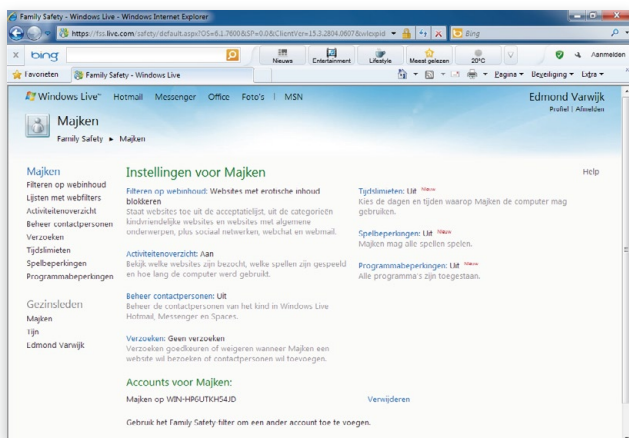 Family Safety - Windows Live - Windows Internet Explorer
https://fss.live.com/safety/default.aspx?OS=6.1.7600&SP=0.0&ClientVer=15.3.2804.0607&wlexpid
Bing
bing
Nieuws
Entertainment
Lifestyle
Meest gelezen
20°C
Aanmelden
Favorieten
Family Safety - Windows Live
Pagina
Beveiliging
Extra
Windows Live™ Hotmail Messenger Office Foto's | MSN
Edmond Varwijk
Profiel | Afmelden
Majken
Family Safety ► Majken
Majken
Filteren op webinhoud
Lijsten met webfilters
Activiteitenoverzicht
Beheer contactpersonen
Verzoeken
Tijdslimieten
Spelbeperkingen
Programmabeperkingen
Gezinsleden
Majken
Tijn
Edmond Varwijk
Instellingen voor Majken
Help
Filteren op webinhoud: Websites met erotische inhoud
blokkeren
Staat websites toe uit de acceptatielijst, uit de categorieën
kindvriendelijke websites en websites met algemene
onderwerpen, plus sociaal netwerken, webchat en webmail.
Activiteitenoverzicht: Aan
Bekijk welke websites zijn bezocht, welke spellen zijn gespeeld
en hoe lang de computer werd gebruikt.
Beheer contactpersonen: Uit
Beheer de contactpersonen van het kind in Windows Live
Hotmail, Messenger en Spaces.
Verzoeken: Geen verzoeken
Verzoeken goedkeuren of weigeren wanneer Majken een
website wil bezoeken of contactpersonen wil toevoegen.
Tijdslimieten: Uit Nieuw
Kies de dagen en tijden waarop Majken de computer mag
gebruiken.
Spelbeperkingen: Uit Nieuw
Majken mag alle spellen spelen.
Programmabeperkingen: Uit Nieuw
Alle programma's zijn toegestaan.
Accounts voor Majken:
Majken op WIN-HP6UTKH54JD
Verwijderen
Gebruik het Family Safety filter om een ander account toe te voegen.